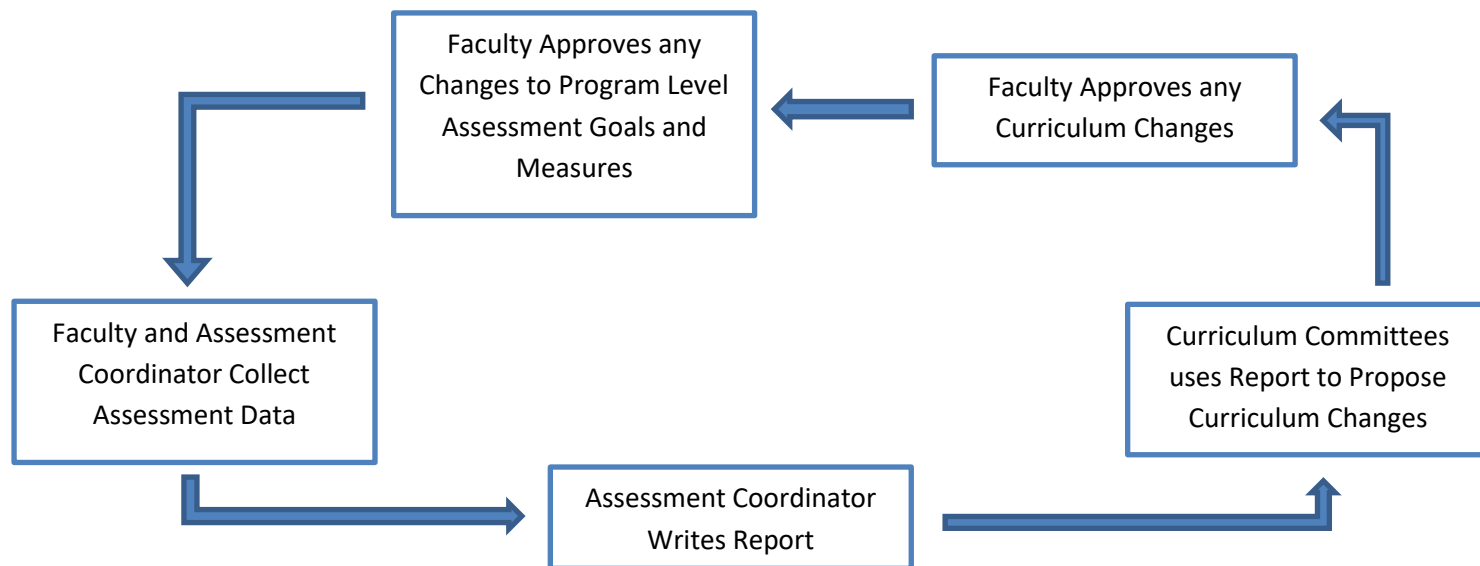 Faculty Approves any
Changes to Program Level
Assessment Goals and
Measures
Faculty Approves any
Curriculum Changes
Faculty and Assessment
Coordinator Collect
Assessment Data
Curriculum Committees
uses Report to Propose
Curriculum Changes
Assessment Coordinator
Writes Report